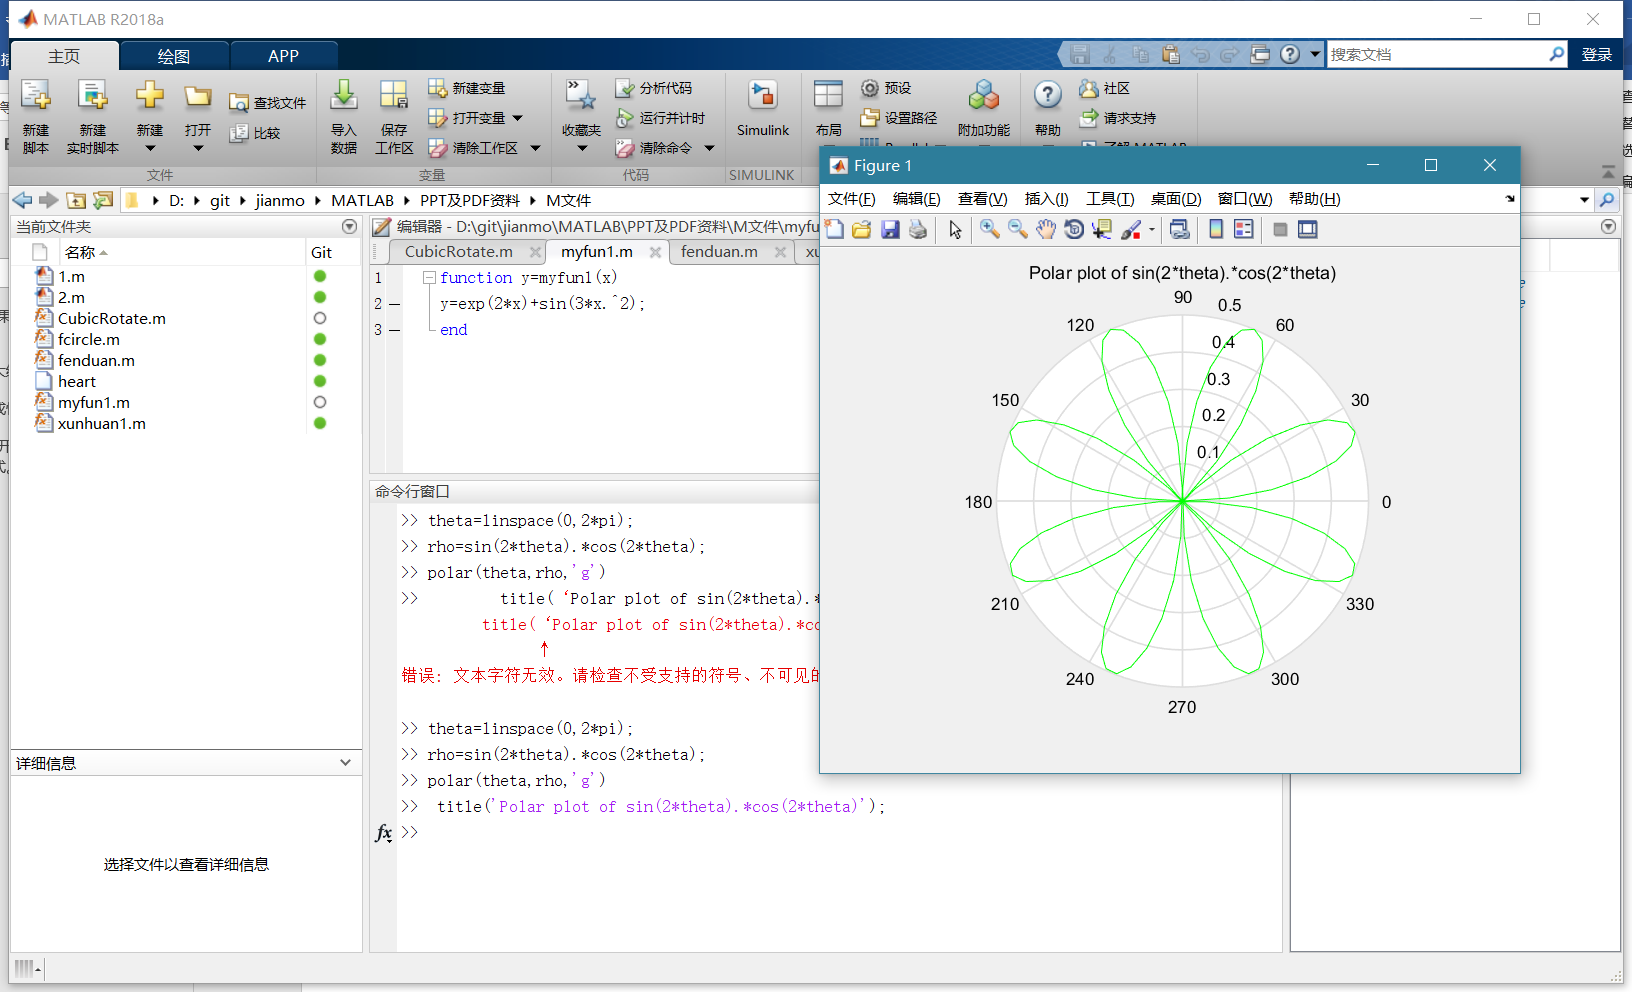 MATLAB R2018a
主页 绘图 APP
搜索文档
登录
新建
脚本
新建
实时脚本
新建
打开
查找文件
比较
文件
导入
数据
保存
工作区
新建变量
打开变量
清除工作区
变量
收藏夹
分析代码
运行并计时
清除命令
代码
Simulink
SIMULINK
布局
预设
设置路径
附加功能
帮助
社区
请求支持
D: git jianmo MATLAB PPT及PDF资料 M文件
当前文件夹
名称 Git
1.m
2.m
CubicRotate.m
fcircle.m
fenduan.m
heart
myfun1.m
xunhuan1.m
详细信息
选择文件以查看详细信息
编辑器 - D:\git\jianmo\MATLAB\PPT及PDF资料\M文件\myfu
CubicRotate.m myfun1.m fenduan.m xu
1 function y=myfun1(x)
2 y=exp(2*x)+sin(3*x.^2);
3 end
命令行窗口
>> theta=linspace(0,2*pi);
>> rho=sin(2*theta).*cos(2*theta);
>> polar(theta,rho,'g')
>> title(‘Polar plot of sin(2*theta).*
title(‘Polar plot of sin(2*theta).*co
↑
错误: 文本字符无效。请检查不受支持的符号、不可见的
>> theta=linspace(0,2*pi);
>> rho=sin(2*theta).*cos(2*theta);
>> polar(theta,rho,'g')
>> title('Polar plot of sin(2*theta).*cos(2*theta)');
fx >>
Figure 1
文件(F) 编辑(E) 查看(V) 插入(I) 工具(T) 桌面(D) 窗口(W) 帮助(H)
Polar plot of sin(2*theta).*cos(2*theta)
90
0.5
120
60
0.4
0.3
150
30
0.2
0.1
180
0
210
330
240
300
270